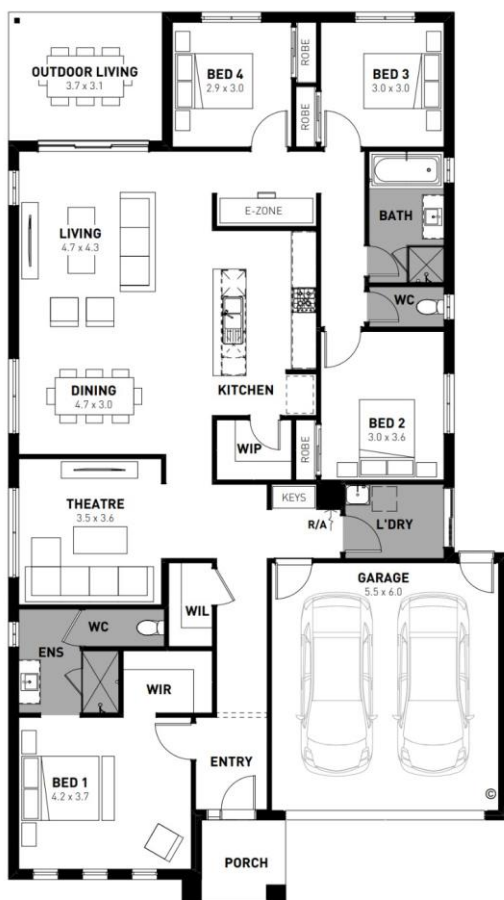 OUTDOOR LIVING
3.7 x 3.1
BED 4
2.9 x 3.0
ROBE
ROBE
BED 3
3.0 x 3.0
E-ZONE
BATH
LIVING
4.7 x 4.3
WC
KITCHEN
DINING
4.7 x 3.0
BED 2
3.0 x 3.6
WIP
ROBE
THEATRE
3.5 x 3.6
KEYS
R/A
L'DRY
GARAGE
5.5 x 6.0
WIL
WC
ENS
WIR
ENTRY
BED 1
4.2 x 3.7
©
PORCH